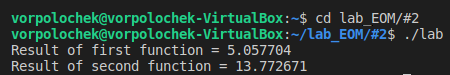 vorpolochek@vorpolochek-VirtualBox:~$ cd lab_EOM/#2
vorpolochek@vorpolochek-VirtualBox:~/lab_EOM/#2$ ./lab
Result of first function = 5.057704
Result of second function = 13.772671